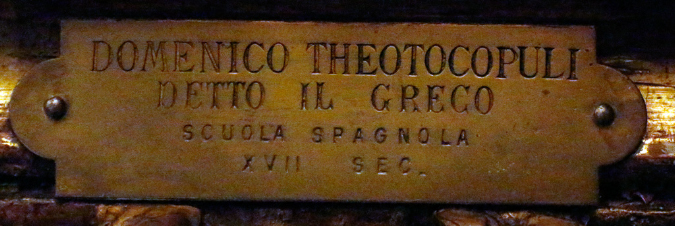 DOMENICO THEOTOCOPULI
DETTO IL GRECO
SCUOLA SPAGNOLA
XVII SEC.